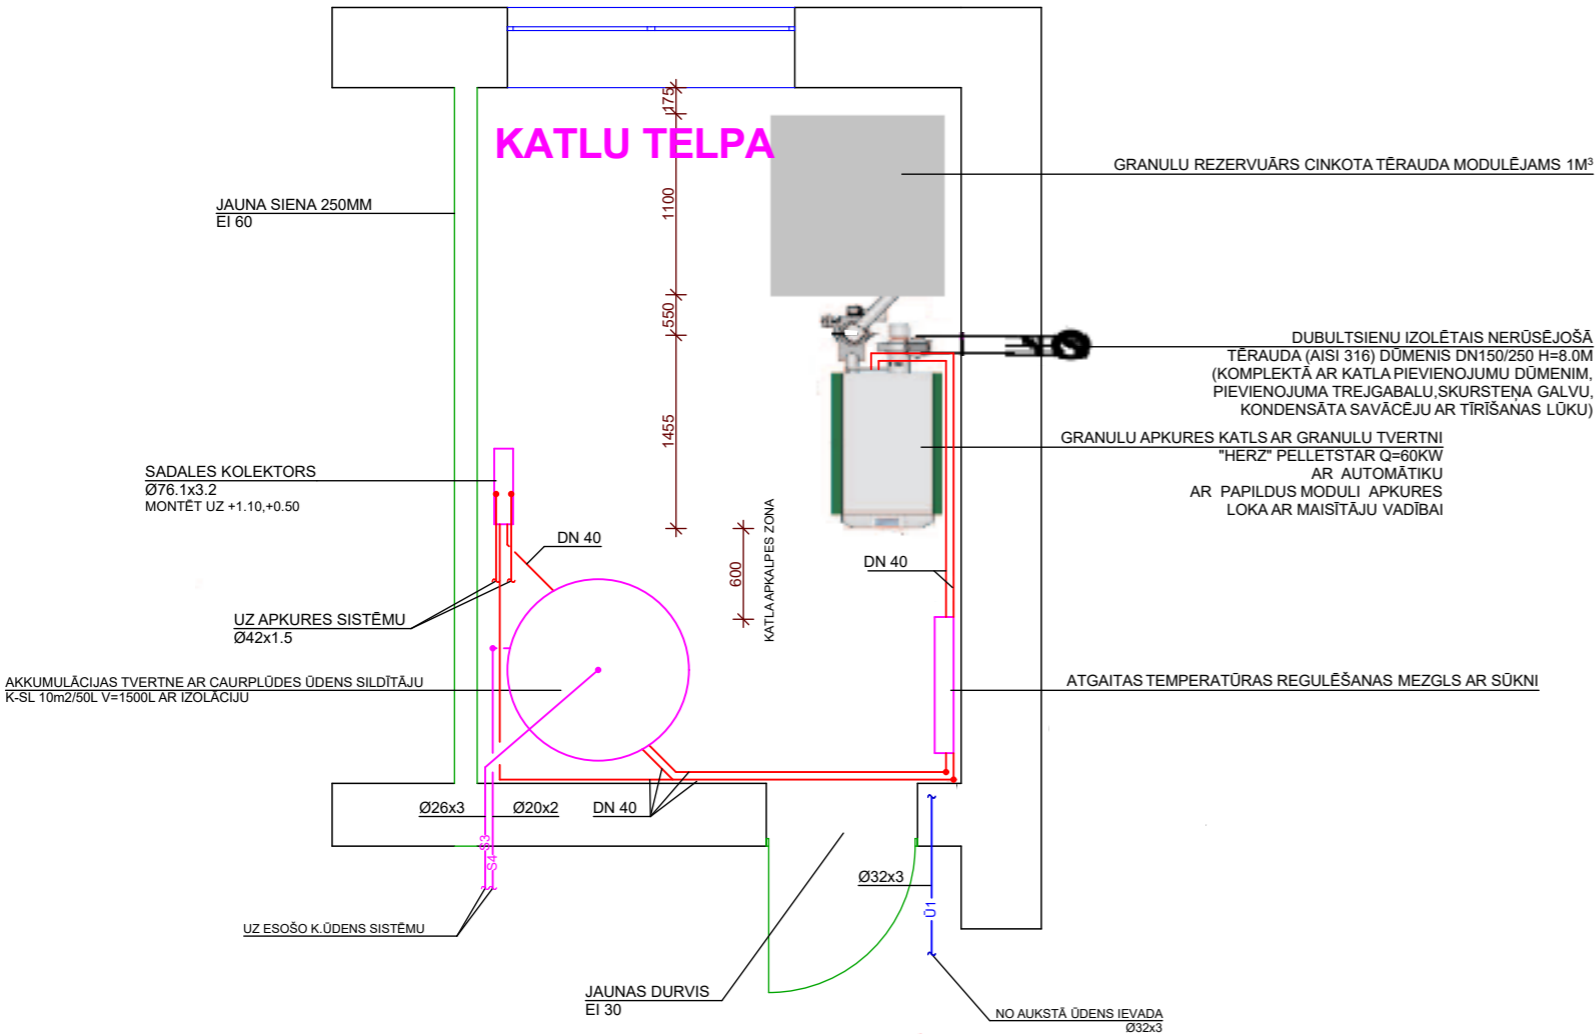 KATLU TELPA
175
1100
550
1455
600
KATLA APKALPES ZONA
JAUNA SIENA 250MM
EI 60
GRANULU REZERVUĀRS CINKOTA TĒRAUDA MODULĒJAMS 1M³
DUBULTSIENU IZOLĒTAIS NERŪSĒJOŠĀ
TĒRAUDA (AISI 316) DŪMENIS DN150/250 H=8.0M
(KOMPLEKTĀ AR KATLA PIEVIENOJUMU DŪMENIM,
PIEVIENOJUMA TREJGABALU,SKURSTEŅA GALVU,
KONDENSĀTA SAVĀCĒJU AR TĪRĪŠANAS LŪKU)
GRANULU APKURES KATLS AR GRANULU TVERTNI
"HERZ" PELLETSTAR Q=60KW
AR AUTOMĀTIKU
AR PAPILDUS MODULI APKURES
LOKA AR MAISĪTĀJU VADĪBAI
SADALES KOLEKTORS
Ø76.1x3.2
MONTĒT UZ +1.10,+0.50
DN 40
DN 40
UZ APKURES SISTĒMU
Ø42x1.5
AKKUMULĀCIJAS TVERTNE AR CAURPLŪDES ŪDENS SILDĪTĀJU
K-SL 10m2/50L V=1500L AR IZOLĀCIJU
ATGAITAS TEMPERATŪRAS REGULĒŠANAS MEZGLS AR SŪKNI
Ø26x3
Ø20x2
DN 40
S3
S4
Ø32x3
Ū1
UZ ESOŠO K.ŪDENS SISTĒMU
JAUNAS DURVIS
EI 30
NO AUKSTĀ ŪDENS IEVADA
Ø32x3